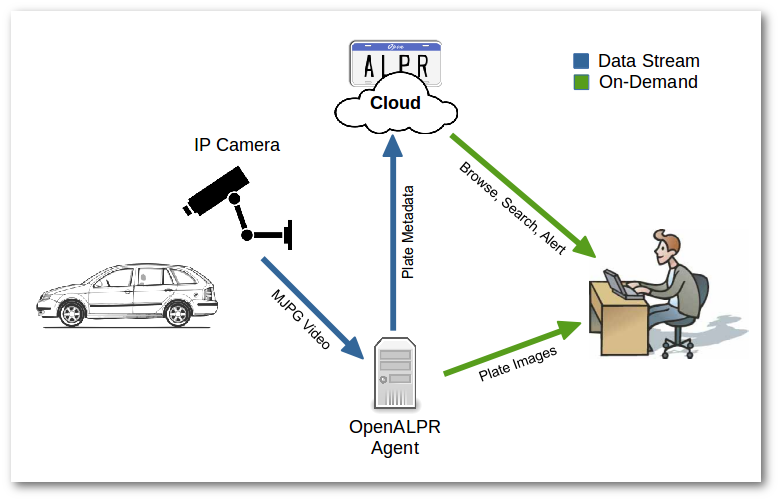 Open
ALPR
Cloud
Data Stream
On-Demand
IP Camera
Browse, Search, Alert
Plate Metadata
MJPG Video
Plate Images
OpenALPR
Agent